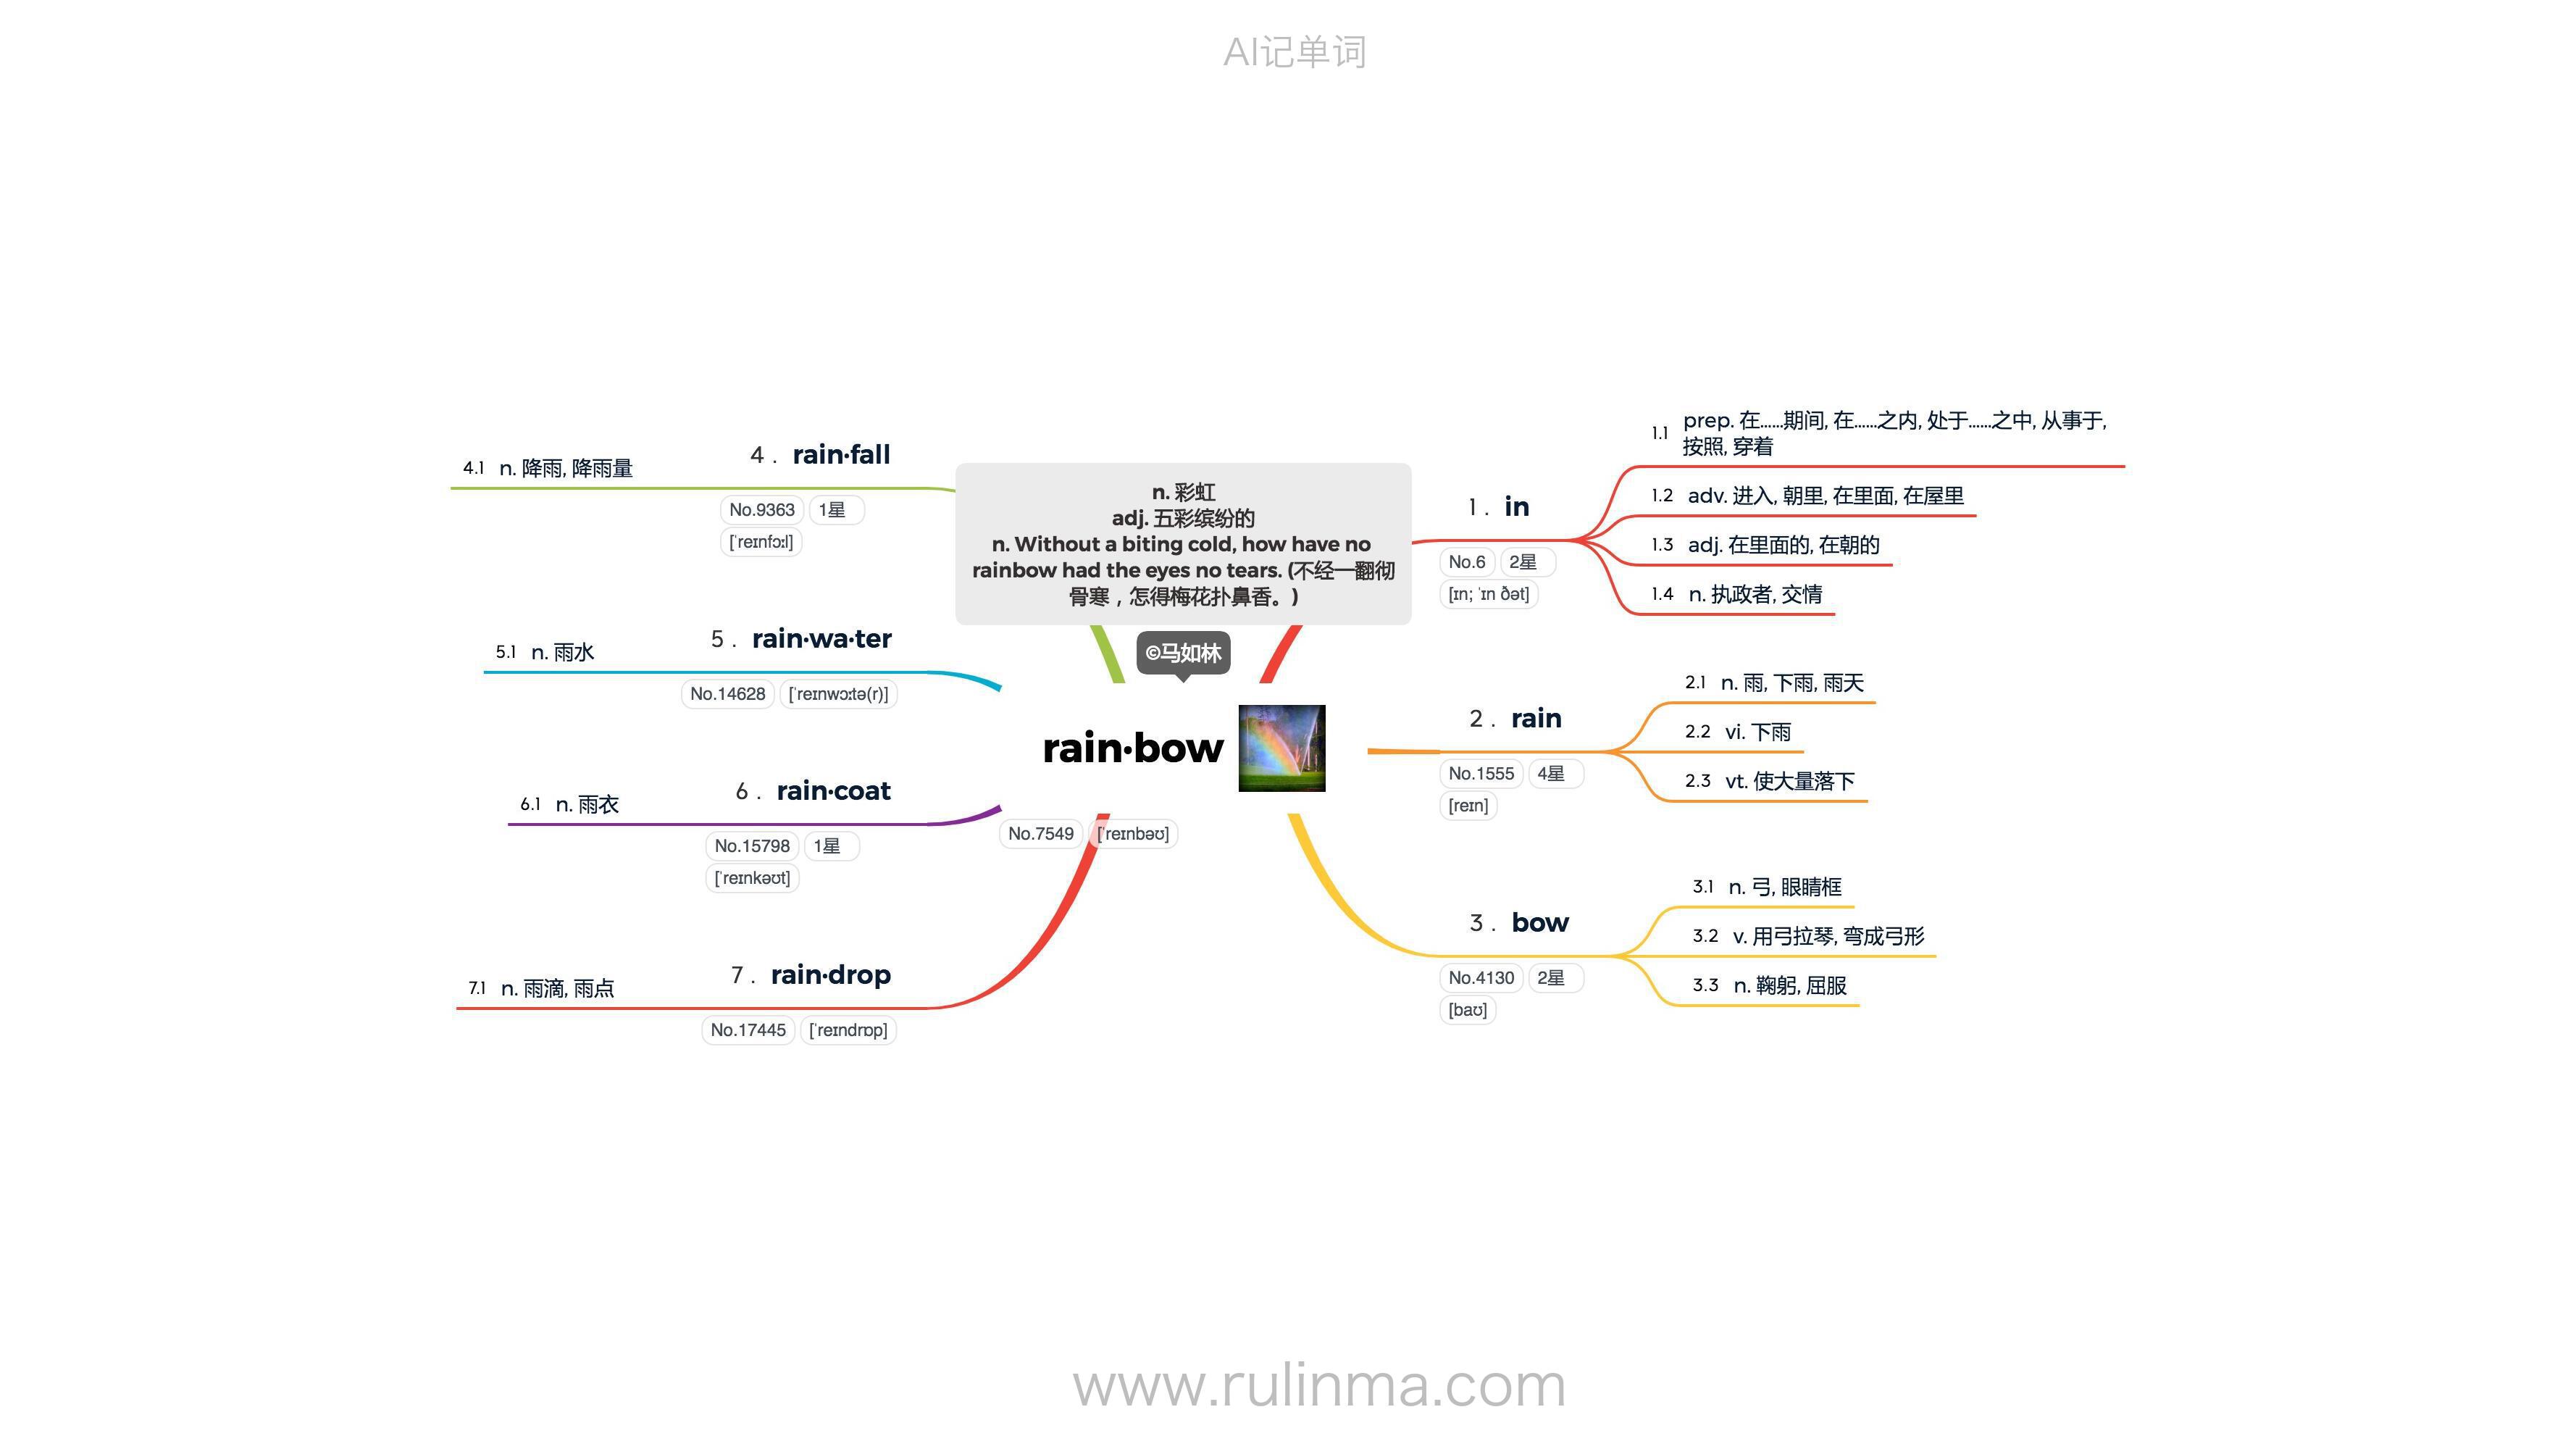 AI记单词
n. 彩虹
adj. 五彩缤纷的
n. Without a biting cold, how have no
rainbow had the eyes no tears. (不经一翻彻
骨寒，怎得梅花扑鼻香。)
©马如林
rain·bow
No.7549 [ˈreɪnbəʊ]
1 . in
No.6 2星
[ɪn; ˈɪn ðət]
1.1 prep. 在……期间, 在……之内, 处于……之中, 从事于,
按照, 穿着
1.2 adv. 进入, 朝里, 在里面, 在屋里
1.3 adj. 在里面的, 在朝的
1.4 n. 执政者, 交情
2 . rain
No.1555 4星
[reɪn]
2.1 n. 雨, 下雨, 雨天
2.2 vi. 下雨
2.3 vt. 使大量落下
3 . bow
No.4130 2星
[baʊ]
3.1 n. 弓, 眼睛框
3.2 v. 用弓拉琴, 弯成弓形
3.3 n. 鞠躬, 屈服
4 . rain·fall
No.9363 1星
[ˈreɪnfɔːl]
4.1 n. 降雨, 降雨量
5 . rain·wa·ter
No.14628 [ˈreɪnwɔːtə(r)]
5.1 n. 雨水
6 . rain·coat
No.15798 1星
[ˈreɪnkəʊt]
6.1 n. 雨衣
7 . rain·drop
No.17445 [ˈreɪndrɒp]
7.1 n. 雨滴, 雨点
www.rulinma.com